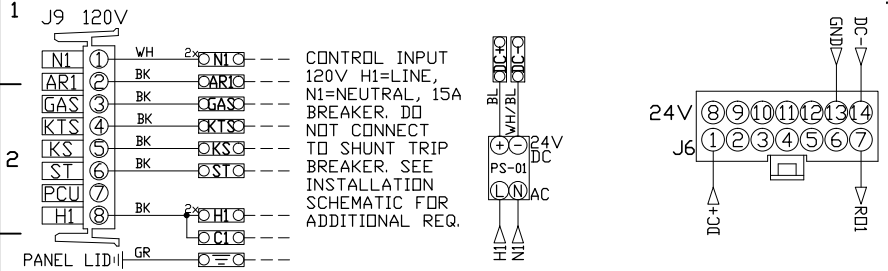 1
J9 120V
N1 1 WH 2x N1
AR1 2 BK AR1
GAS 3 BK GAS
KTS 4 BK KTS
KS 5 BK KS
ST 6 BK ST
PCU 7
H1 8 BK 2x H1
C1
PANEL LID GR
2
CONTROL INPUT
120V H1=LINE,
N1=NEUTRAL, 15A
BREAKER. DO
NOT CONNECT
TO SHUNT TRIP
BREAKER. SEE
INSTALLATION
SCHEMATIC FOR
ADDITIONAL REQ.
DC+ DC-
BL WH/BL
+ - 24V
DC
PS-01
L N AC
H1 N1
GND DC-
24V 8 9 10 11 12 13 14
J6 1 2 3 4 5 6 7
DC+ RO1